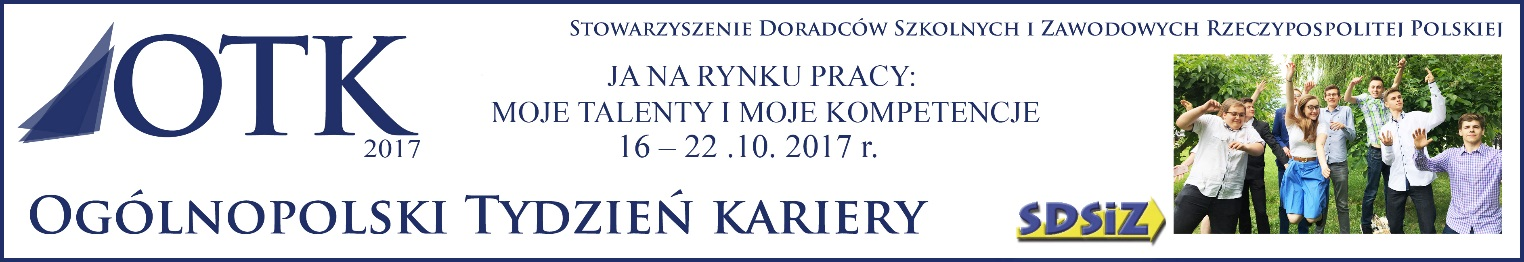 OTK
2017
STOWARZYSZENIE DORADCÓW SZKOLNYCH I ZAWODOWYCH RZECZYPOSPOLITEJ POLSKIEJ
JA NA RYNKU PRACY:
MOJE TALENTY I MOJE KOMPETENCJE
16 – 22 .10. 2017 r.
OGÓLNOPOLSKI TYDZIEŃ KARIERY
SDSiZ